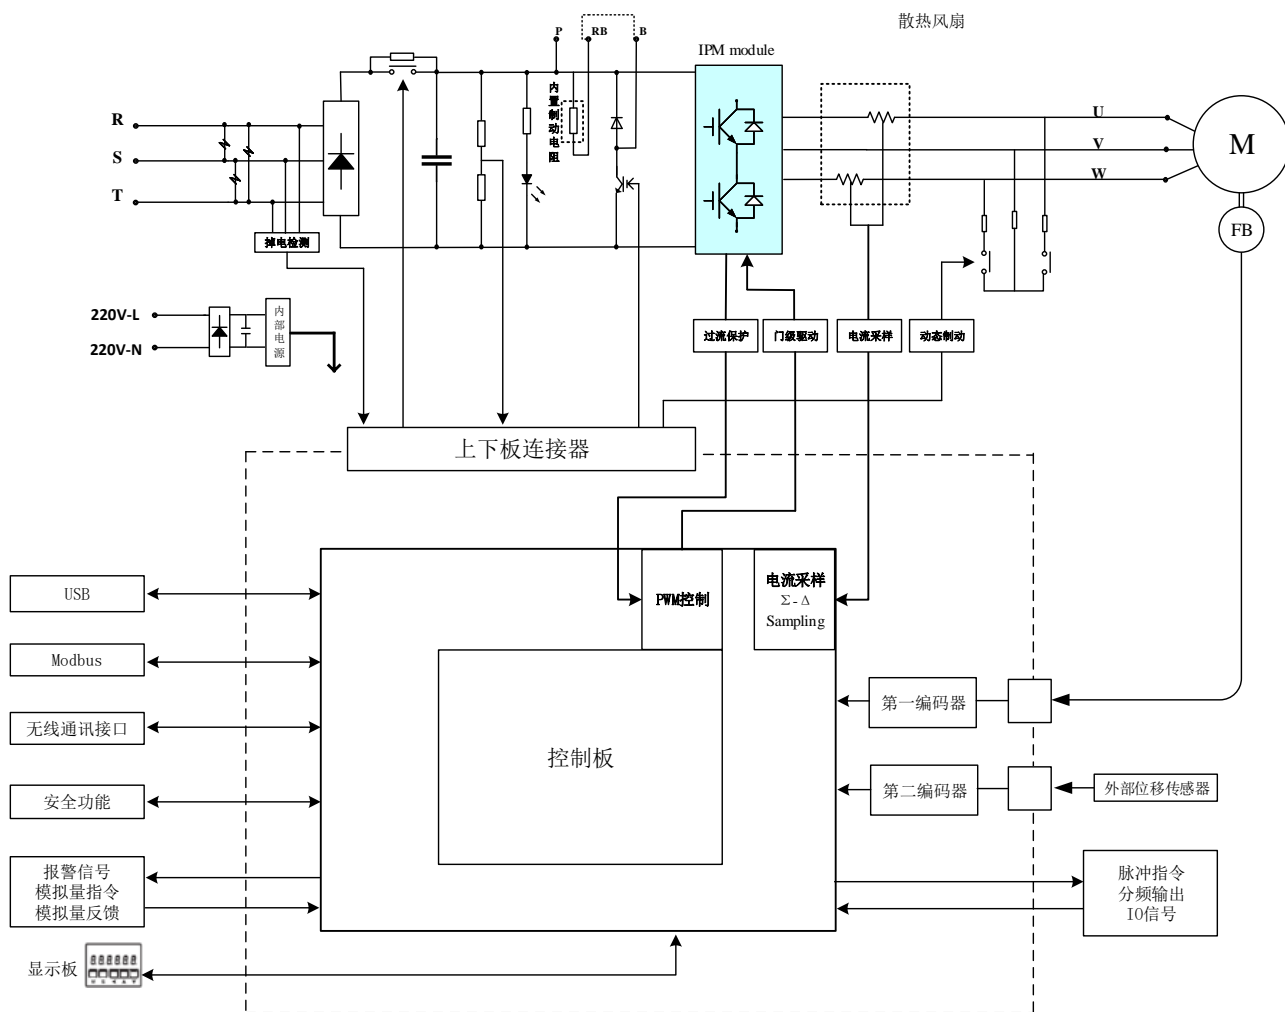 散热风扇
P
RB
B
IPM module
内置制动电阻
R
S
T
U
V
W
M
FB
掉电检测
220V-L
220V-N
内部电源
过流保护
门级驱动
电流采样
动态制动
上下板连接器
PWM控制
电流采样
Σ-Δ
Sampling
USB
Modbus
无线通讯接口
安全功能
报警信号
模拟量指令
模拟量反馈
显示板
控制板
第一编码器
第二编码器
外部位移传感器
脉冲指令
分频输出
IO信号